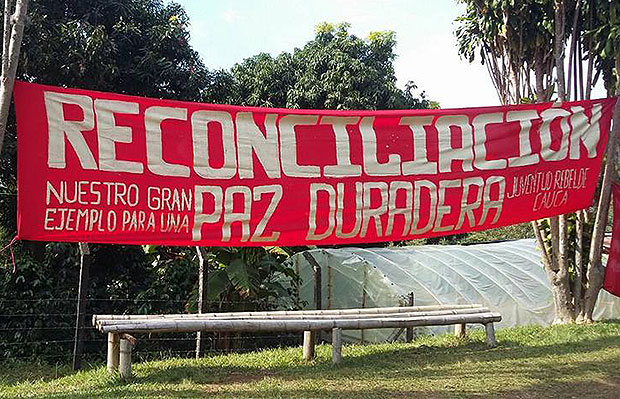 RECONCILIACIÓN
NUESTRO GRAN
EJEMPLO PARA UNA
PAZ DURADERA
JUVENTUD REBELDE
CAUCA